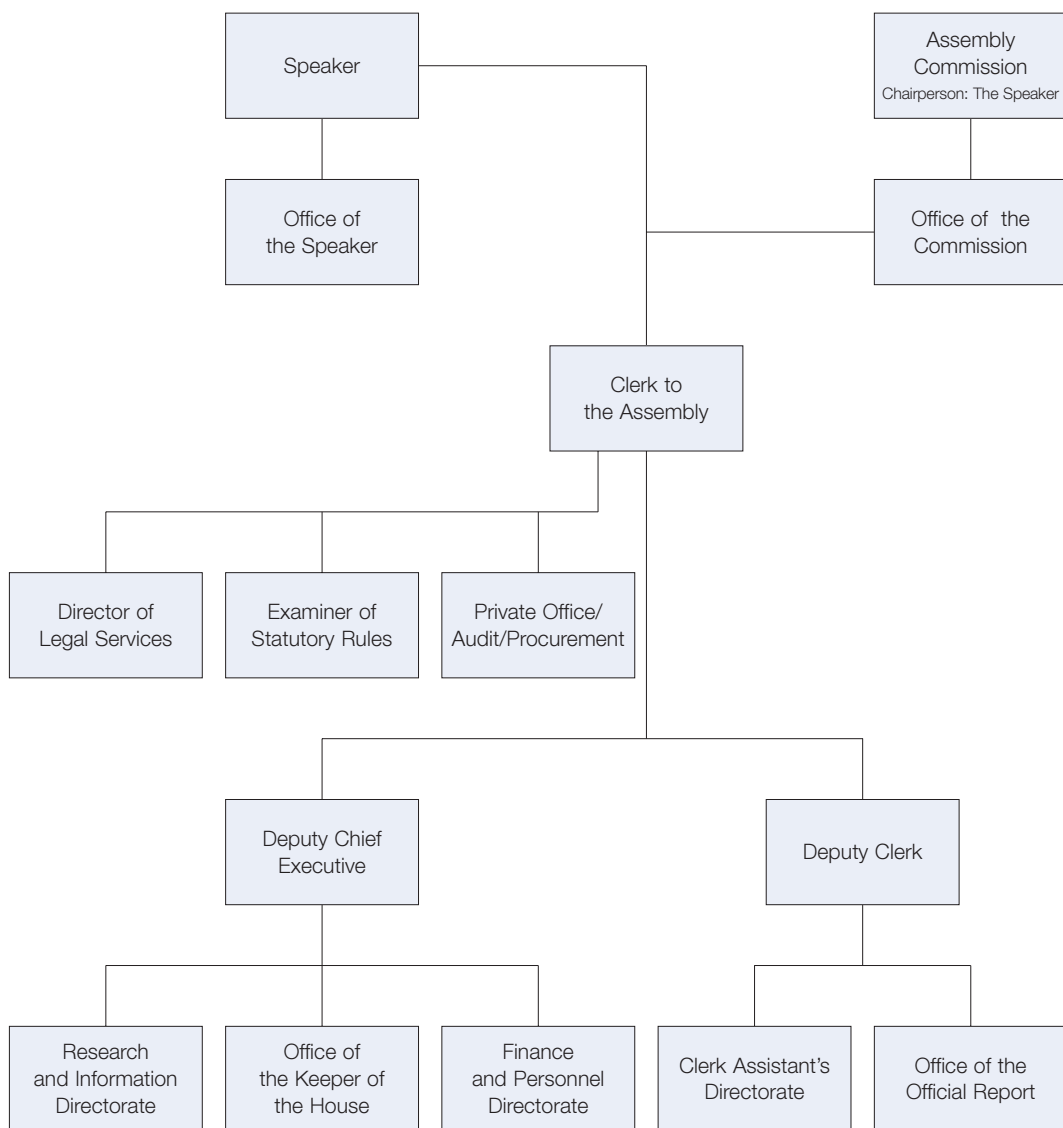 Speaker
Assembly
Commission
Chairperson: The Speaker
Office of
the Speaker
Office of the
Commission
Clerk to
the Assembly
Director of
Legal Services
Examiner of
Statutory Rules
Private Office/
Audit/Procurement
Deputy Chief
Executive
Deputy Clerk
Research
and Information
Directorate
Office of
the Keeper of
the House
Finance
and Personnel
Directorate
Clerk Assistant's
Directorate
Office of the
Official Report